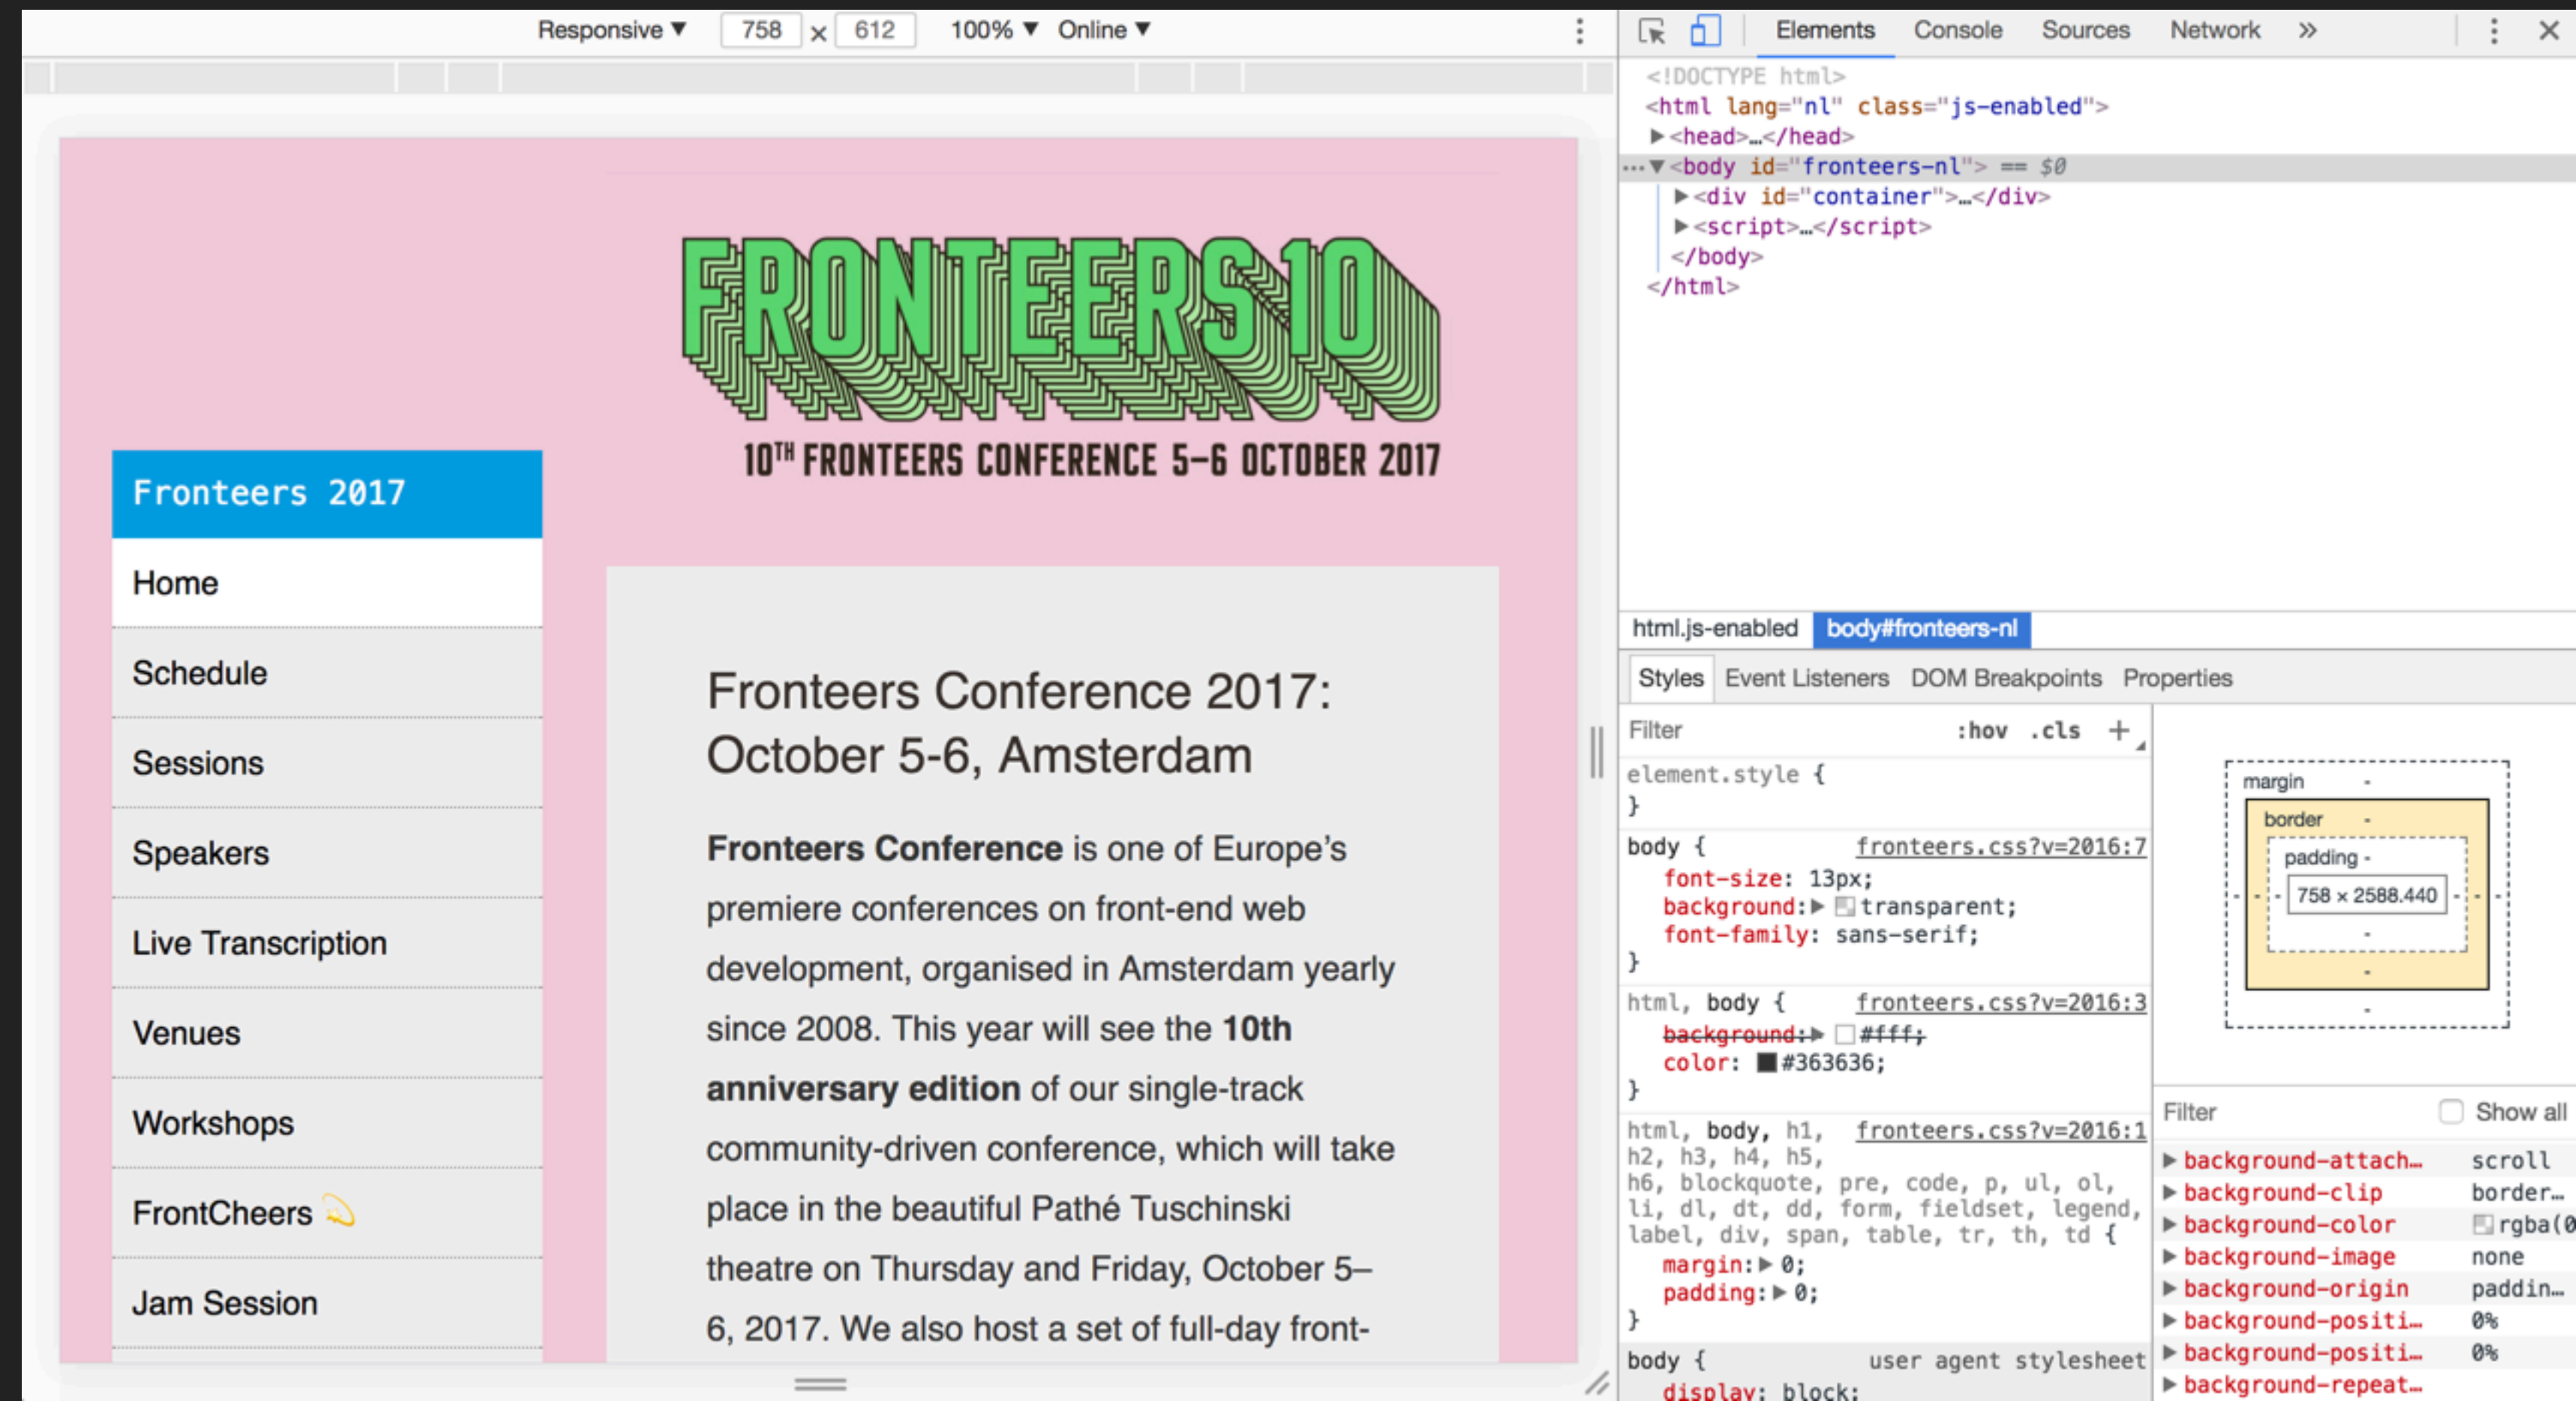 Responsive ▼ 758 × 612 100% ▼ Online ▼
FRONTEERS 10
10TH FRONTEERS CONFERENCE 5–6 OCTOBER 2017
Fronteers 2017
Home
Schedule
Sessions
Speakers
Live Transcription
Venues
Workshops
FrontCheers 💫
Jam Session
Fronteers Conference 2017:
October 5-6, Amsterdam
Fronteers Conference is one of Europe’s
premiere conferences on front-end web
development, organised in Amsterdam yearly
since 2008. This year will see the 10th
anniversary edition of our single-track
community-driven conference, which will take
place in the beautiful Pathé Tuschinski
theatre on Thursday and Friday, October 5–
6, 2017. We also host a set of full-day front-
Elements Console Sources Network »
<!DOCTYPE html>
<html lang="nl" class="js-enabled">
▶<head>…</head>
…▼<body id="fronteers-nl"> == $0
▶<div id="container">…</div>
▶<script>…</script>
</body>
</html>
html.js-enabled body#fronteers-nl
Styles Event Listeners DOM Breakpoints Properties
Filter :hov .cls +
element.style {
}
body { fronteers.css?v=2016:7
font-size: 13px;
background:▶ transparent;
font-family: sans-serif;
}
html, body { fronteers.css?v=2016:3
background:▶ #fff;
color: #363636;
}
html, body, h1, fronteers.css?v=2016:1
h2, h3, h4, h5,
h6, blockquote, pre, code, p, ul, ol,
li, dl, dt, dd, form, fieldset, legend,
label, div, span, table, tr, th, td {
margin:▶ 0;
padding:▶ 0;
}
body { user agent stylesheet
display: block;
margin -
border -
padding -
- - - 758 × 2588.440 - - -
-
-
-
Filter Show all
▶ background-attach… scroll
▶ background-clip border…
▶ background-color rgba(0
▶ background-image none
▶ background-origin paddin…
▶ background-positi… 0%
▶ background-positi… 0%
▶ background-repeat…